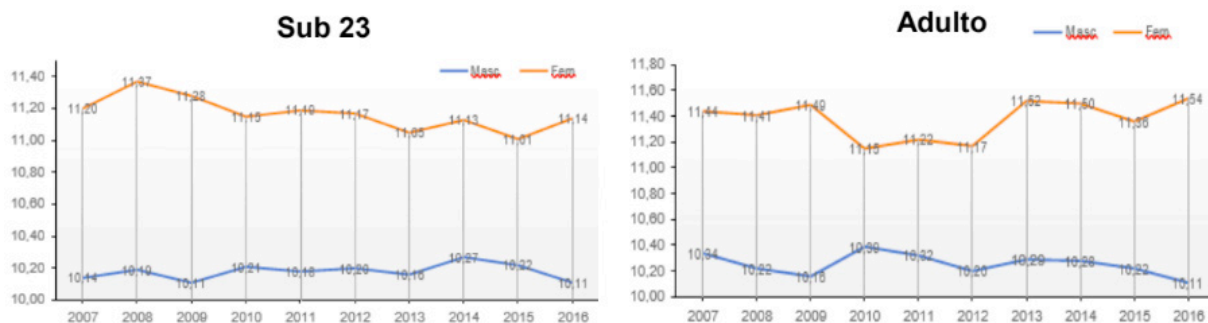 Sub 23
Masc Fem
11,40
11,20
11,00
10,80
10,60
10,40
10,20
10,00
11,20 11,37 11,28 11,15 11,19 11,17 11,05 11,13 11,01 11,14
10,14 10,19 10,11 10,21 10,18 10,20 10,16 10,27 10,22 10,11
2007 2008 2009 2010 2011 2012 2013 2014 2015 2016
Adulto
Masc Fem
11,80
11,60
11,40
11,20
11,00
10,80
10,60
10,40
10,20
10,00
11,44 11,41 11,49 11,15 11,22 11,17 11,52 11,50 11,36 11,54
10,34 10,22 10,16 10,39 10,32 10,20 10,29 10,28 10,22 10,11
2007 2008 2009 2010 2011 2012 2013 2014 2015 2016